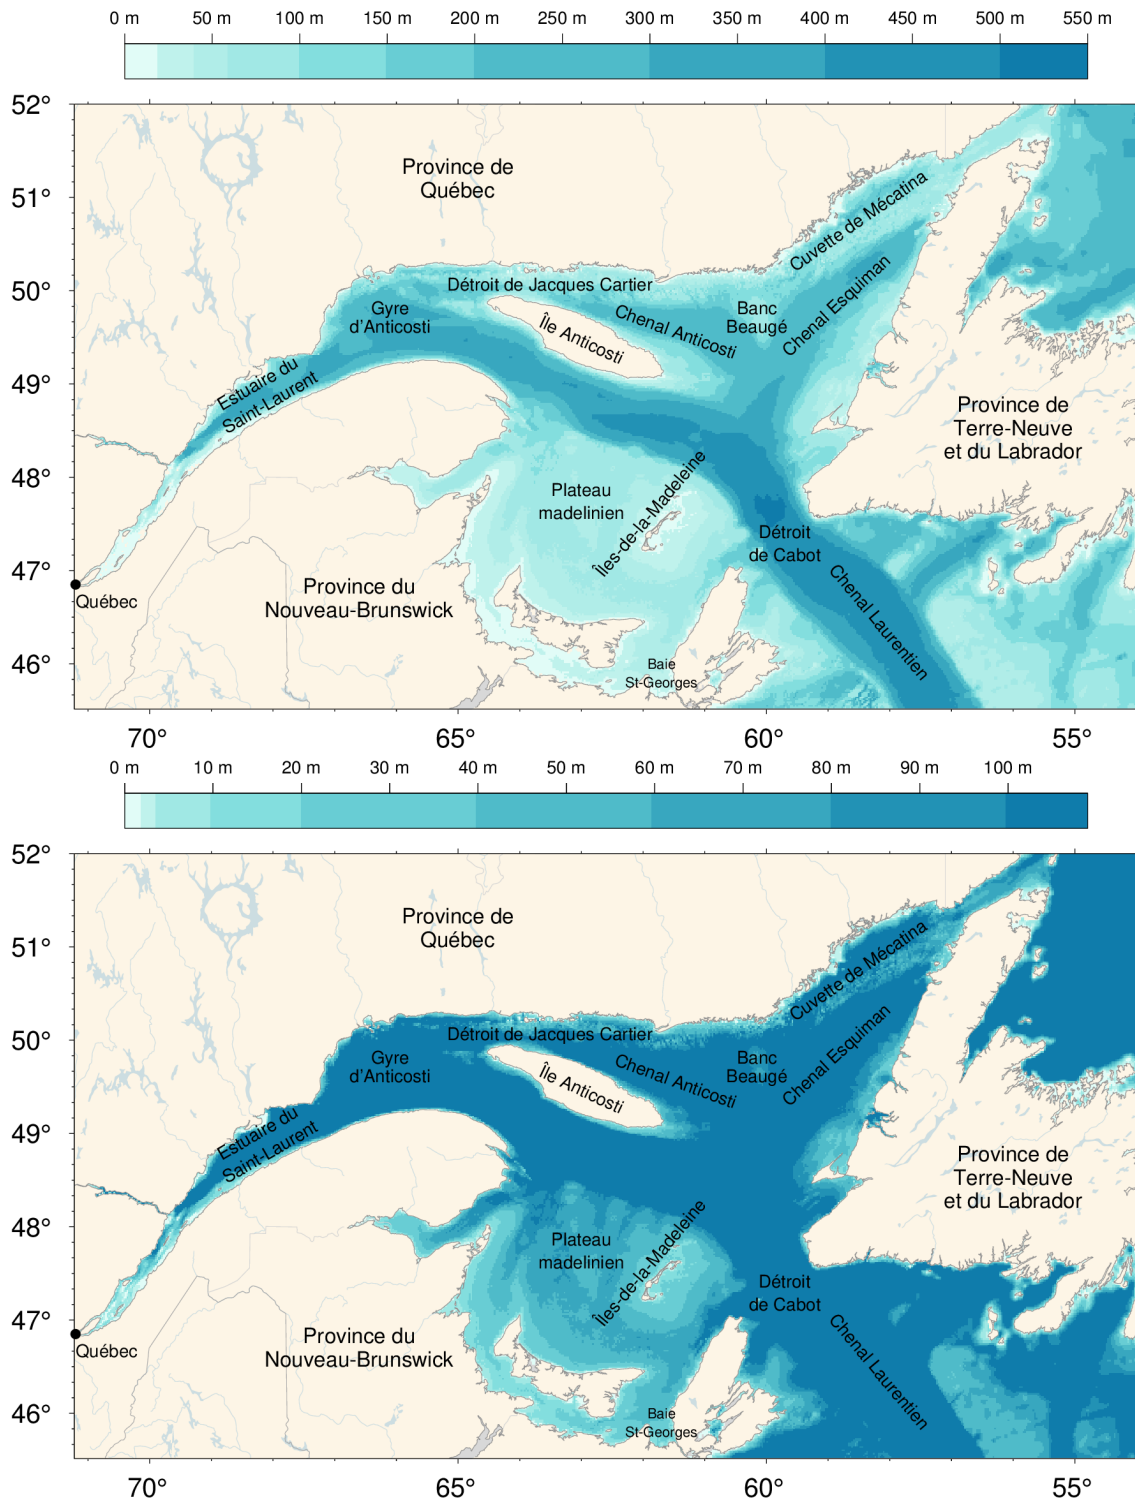 0 m 50 m 100 m 150 m 200 m 250 m 300 m 350 m 400 m 450 m 500 m 550 m
52°
51°
50°
49°
48°
47°
46°
Province de
Québec
Cuvette de Mécatina
Détroit de Jacques Cartier
Gyre
d'Anticosti
Île Anticosti
Chenal Anticosti
Banc
Beaugé
Chenal Esquiman
Estuaire du
Saint-Laurent
Province de
Terre-Neuve
et du Labrador
Plateau
madelinien
Îles-de-la-Madeleine
Détroit
de Cabot
Chenal Laurentien
Québec
Province du
Nouveau-Brunswick
Baie
St-Georges
70° 65° 60° 55°
0 m 10 m 20 m 30 m 40 m 50 m 60 m 70 m 80 m 90 m 100 m
52°
51°
50°
49°
48°
47°
46°
Province de
Québec
Cuvette de Mécatina
Détroit de Jacques Cartier
Gyre
d'Anticosti
Île Anticosti
Chenal Anticosti
Banc
Beaugé
Chenal Esquiman
Estuaire du
Saint-Laurent
Province de
Terre-Neuve
et du Labrador
Plateau
madelinien
Îles-de-la-Madeleine
Détroit
de Cabot
Chenal Laurentien
Québec
Province du
Nouveau-Brunswick
Baie
St-Georges
70° 65° 60° 55°